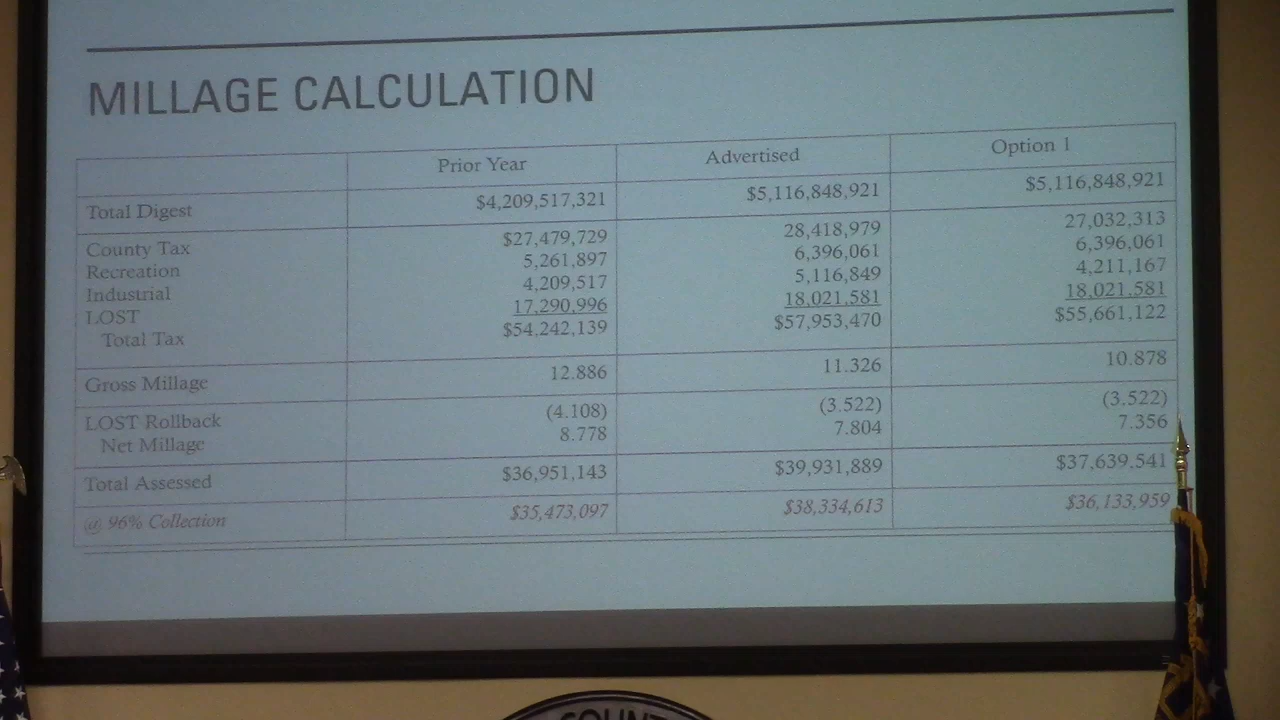 MILLAGE CALCULATION
Prior Year Advertised Option 1
Total Digest $4,209,517,321 $5,116,848,921 $5,116,848,921
County Tax $27,479,729 28,418,979 27,032,313
Recreation 5,261,897 6,396,061 6,396,061
Industrial 4,209,517 5,116,849 4,211,167
LOST 17,290,996 18,021,581 18,021,581
Total Tax $54,242,139 $57,953,470 $55,661,122
Gross Millage 12.886 11.326 10.878
LOST Rollback (4.108) (3.522) (3.522)
Net Millage 8.778 7.804 7.356
Total Assessed $36,951,143 $39,931,889 $37,639.541
@ 96% Collection $35,473,097 $38,334,613 $36,133,959